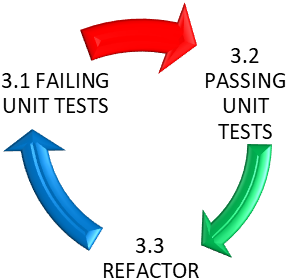 3.1 FAILING
UNIT TESTS
3.2
PASSING
UNIT
TESTS
3.3
REFACTOR